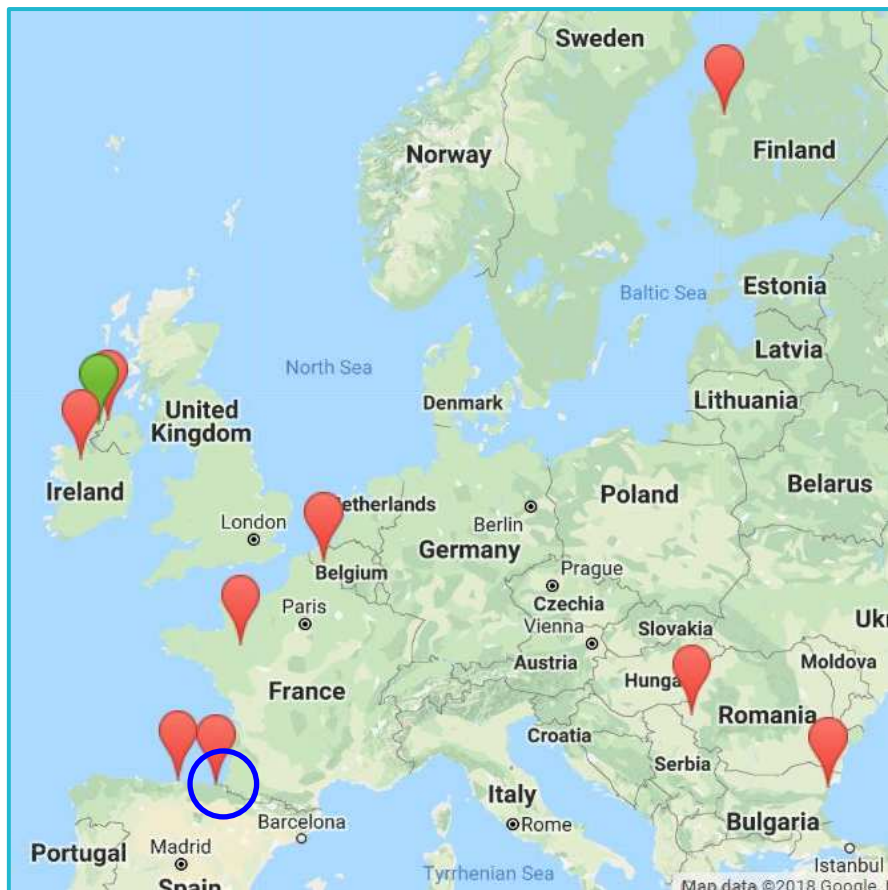 Sweden
Finland
Norway
Estonia
Baltic Sea
Latvia
North Sea
Denmark
Lithuania
United
Kingdom
Ireland
Belarus
Poland
etherlands
London
Berlin
Germany
Belgium
Prague
Czechia
Paris
Vienna
Slovakia
Ukr
Austria
Moldova
Hunga
France
Romania
Croatia
Serbia
Italy
Bulgaria
Barcelona
Rome
Portugal
Madrid
Istanbul
Tyrrhenian Sea
Spain
Map data ©2018 Google